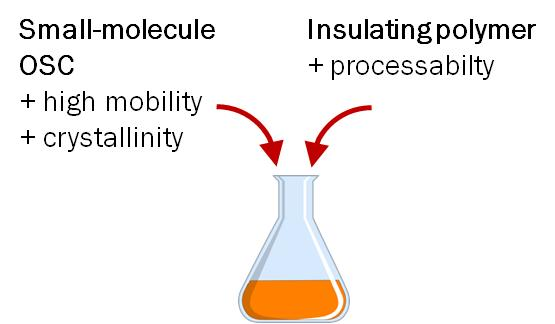 Small-molecule
OSC
+ high mobility
+ crystallinity
Insulating polymer
+ processabilty